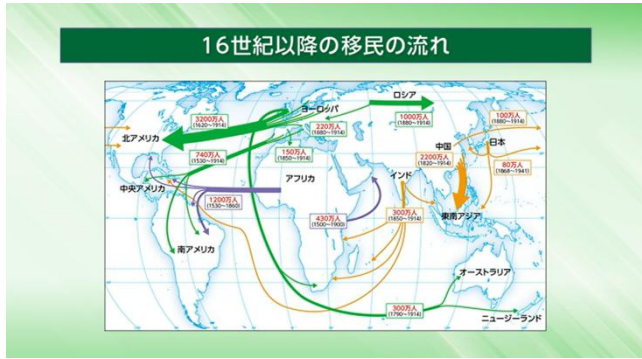 16世紀以降の移民の流れ
ロシア
ヨーロッパ
3200万人
(1620~1914)
北アメリカ
220万人
(1880~1914)
1000万人
(1880~1914)
100万人
(1880~1914)
740万人
(1530~1914)
150万人
(1850~1914)
中国
日本
2200万人
(1820~1914)
80万人
(1868~1941)
中央アメリカ
アフリカ
インド
1200万人
(1530~1860)
430万人
(1500~1900)
300万人
(1850~1914)
東南アジア
南アメリカ
オーストラリア
300万人
(1790~1914)
ニュージーランド